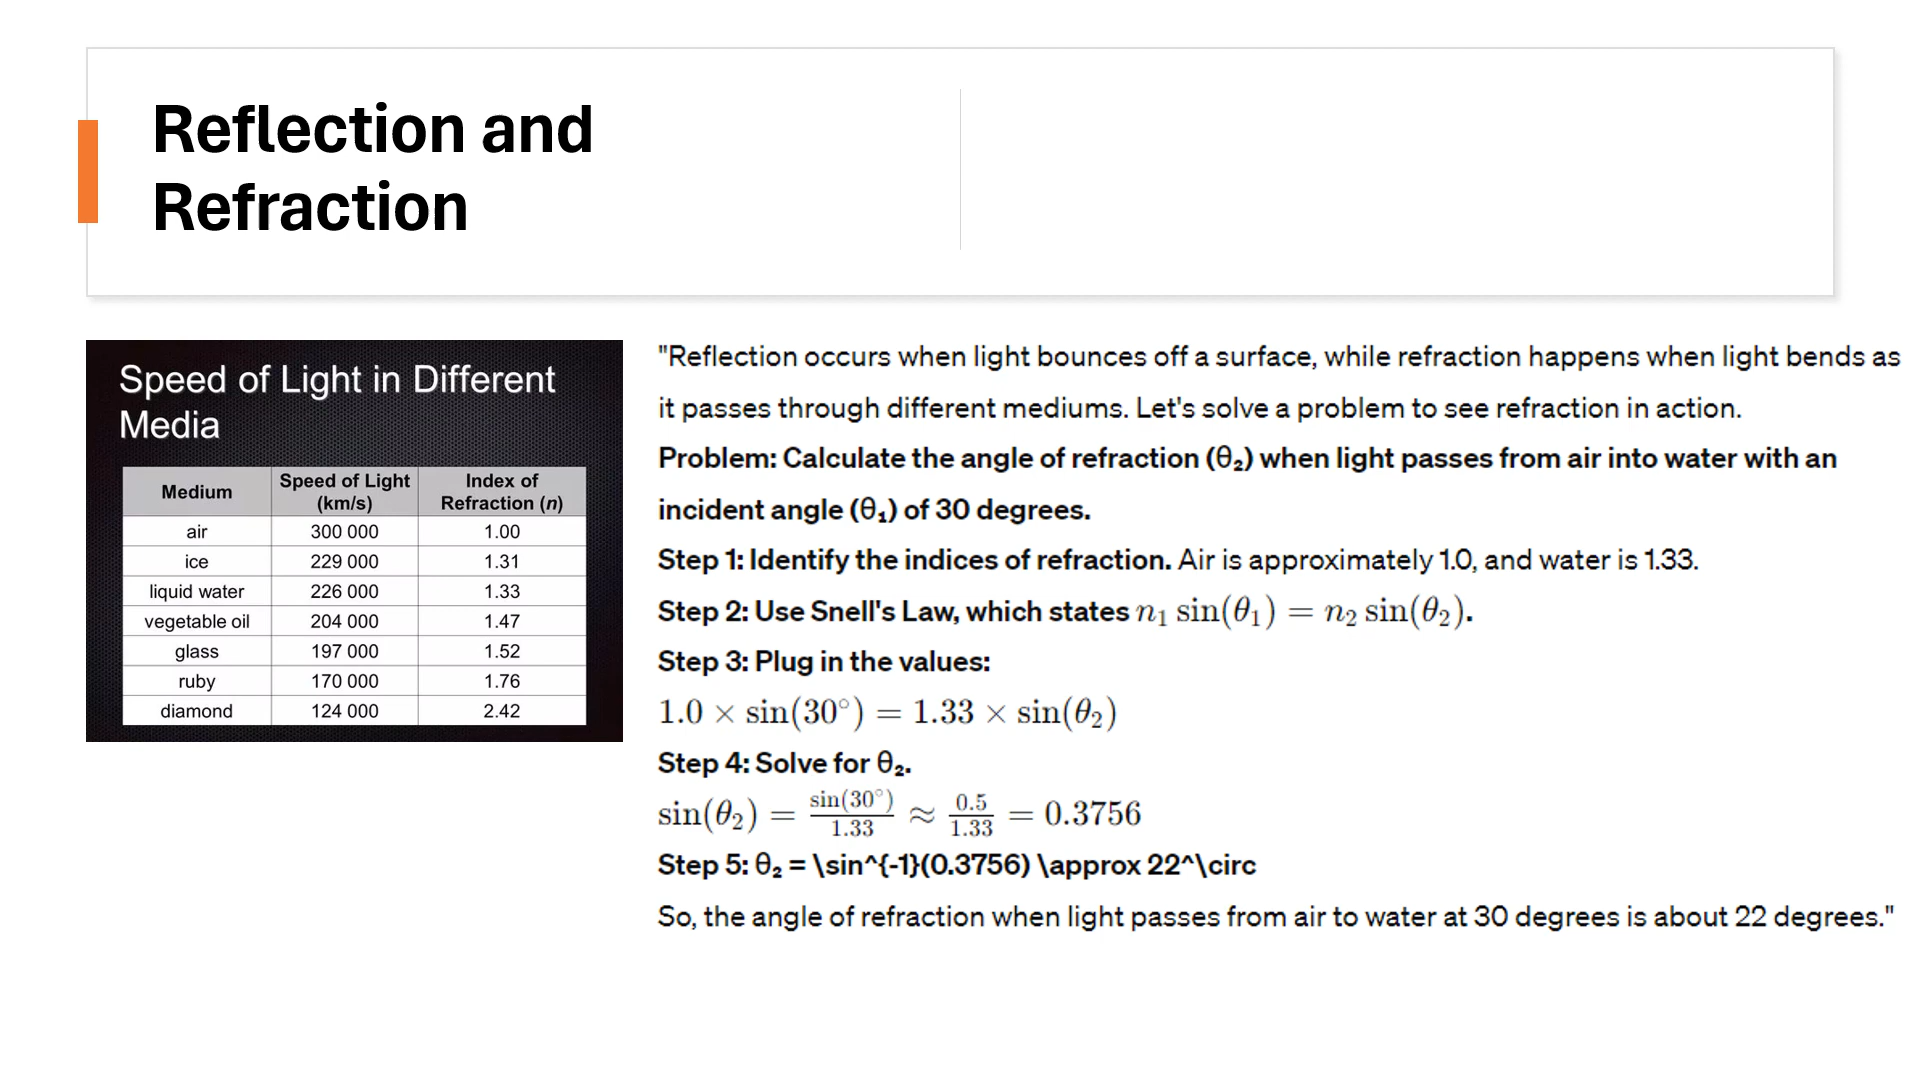 Reflection and
Refraction
Speed of Light in Different
Media
Medium Speed of Light (km/s) Index of Refraction (n)
air 300 000 1.00
ice 229 000 1.31
liquid water 226 000 1.33
vegetable oil 204 000 1.47
glass 197 000 1.52
ruby 170 000 1.76
diamond 124 000 2.42
"Reflection occurs when light bounces off a surface, while refraction happens when light bends as
it passes through different mediums. Let's solve a problem to see refraction in action.
Problem: Calculate the angle of refraction (θ₂) when light passes from air into water with an
incident angle (θ₁) of 30 degrees.
Step 1: Identify the indices of refraction. Air is approximately 1.0, and water is 1.33.
Step 2: Use Snell's Law, which states n₁ sin(θ₁) = n₂ sin(θ₂).
Step 3: Plug in the values:
1.0 × sin(30°) = 1.33 × sin(θ₂)
Step 4: Solve for θ₂.
sin(θ₂) = sin(30°)/1.33 ≈ 0.5/1.33 = 0.3756
Step 5: θ₂ = \sin^{-1}(0.3756) \approx 22^\circ
So, the angle of refraction when light passes from air to water at 30 degrees is about 22 degrees."